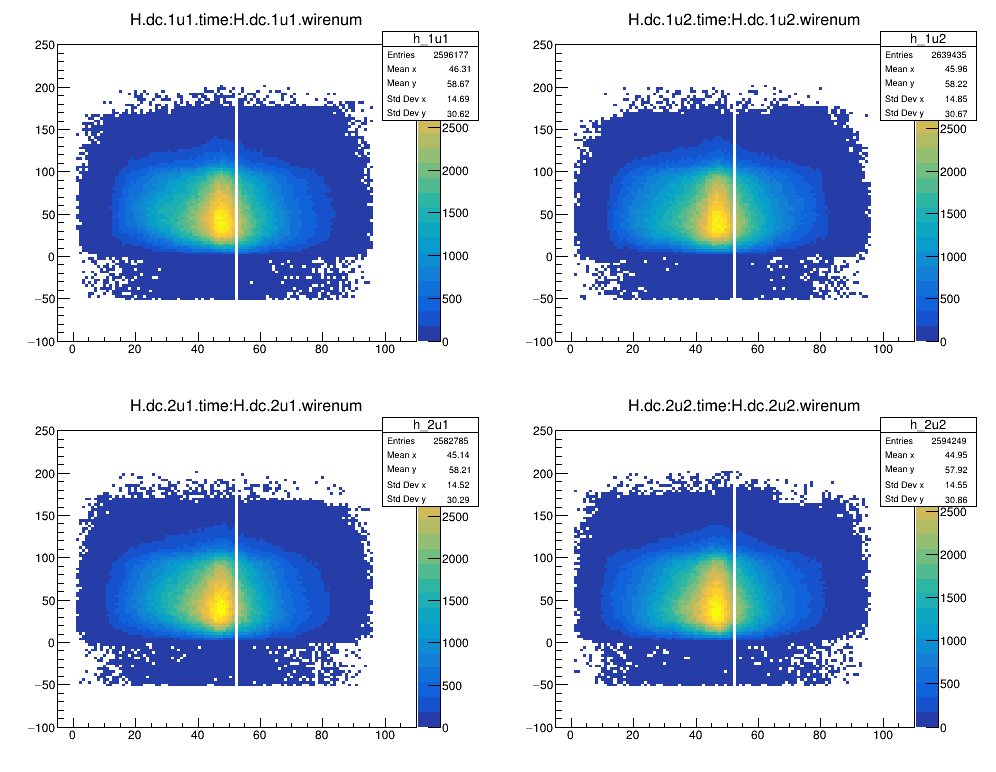 H.dc.1u1.time:H.dc.1u1.wirenum
h_1u1
Entries 2596177
Mean x 46.31
Mean y 58.67
Std Dev x 14.69
Std Dev y 30.62
250
200
150
100
50
0
−50
−100
0 20 40 60 80 100
2500
2000
1500
1000
500
0
H.dc.1u2.time:H.dc.1u2.wirenum
h_1u2
Entries 2639435
Mean x 45.96
Mean y 58.22
Std Dev x 14.85
Std Dev y 30.67
250
200
150
100
50
0
−50
−100
0 20 40 60 80 100
2500
2000
1500
1000
500
0
H.dc.2u1.time:H.dc.2u1.wirenum
h_2u1
Entries 2582785
Mean x 45.14
Mean y 58.21
Std Dev x 14.52
Std Dev y 30.29
250
200
150
100
50
0
−50
−100
0 20 40 60 80 100
2500
2000
1500
1000
500
0
H.dc.2u2.time:H.dc.2u2.wirenum
h_2u2
Entries 2594249
Mean x 44.95
Mean y 57.92
Std Dev x 14.55
Std Dev y 30.86
250
200
150
100
50
0
−50
−100
0 20 40 60 80 100
2500
2000
1500
1000
500
0